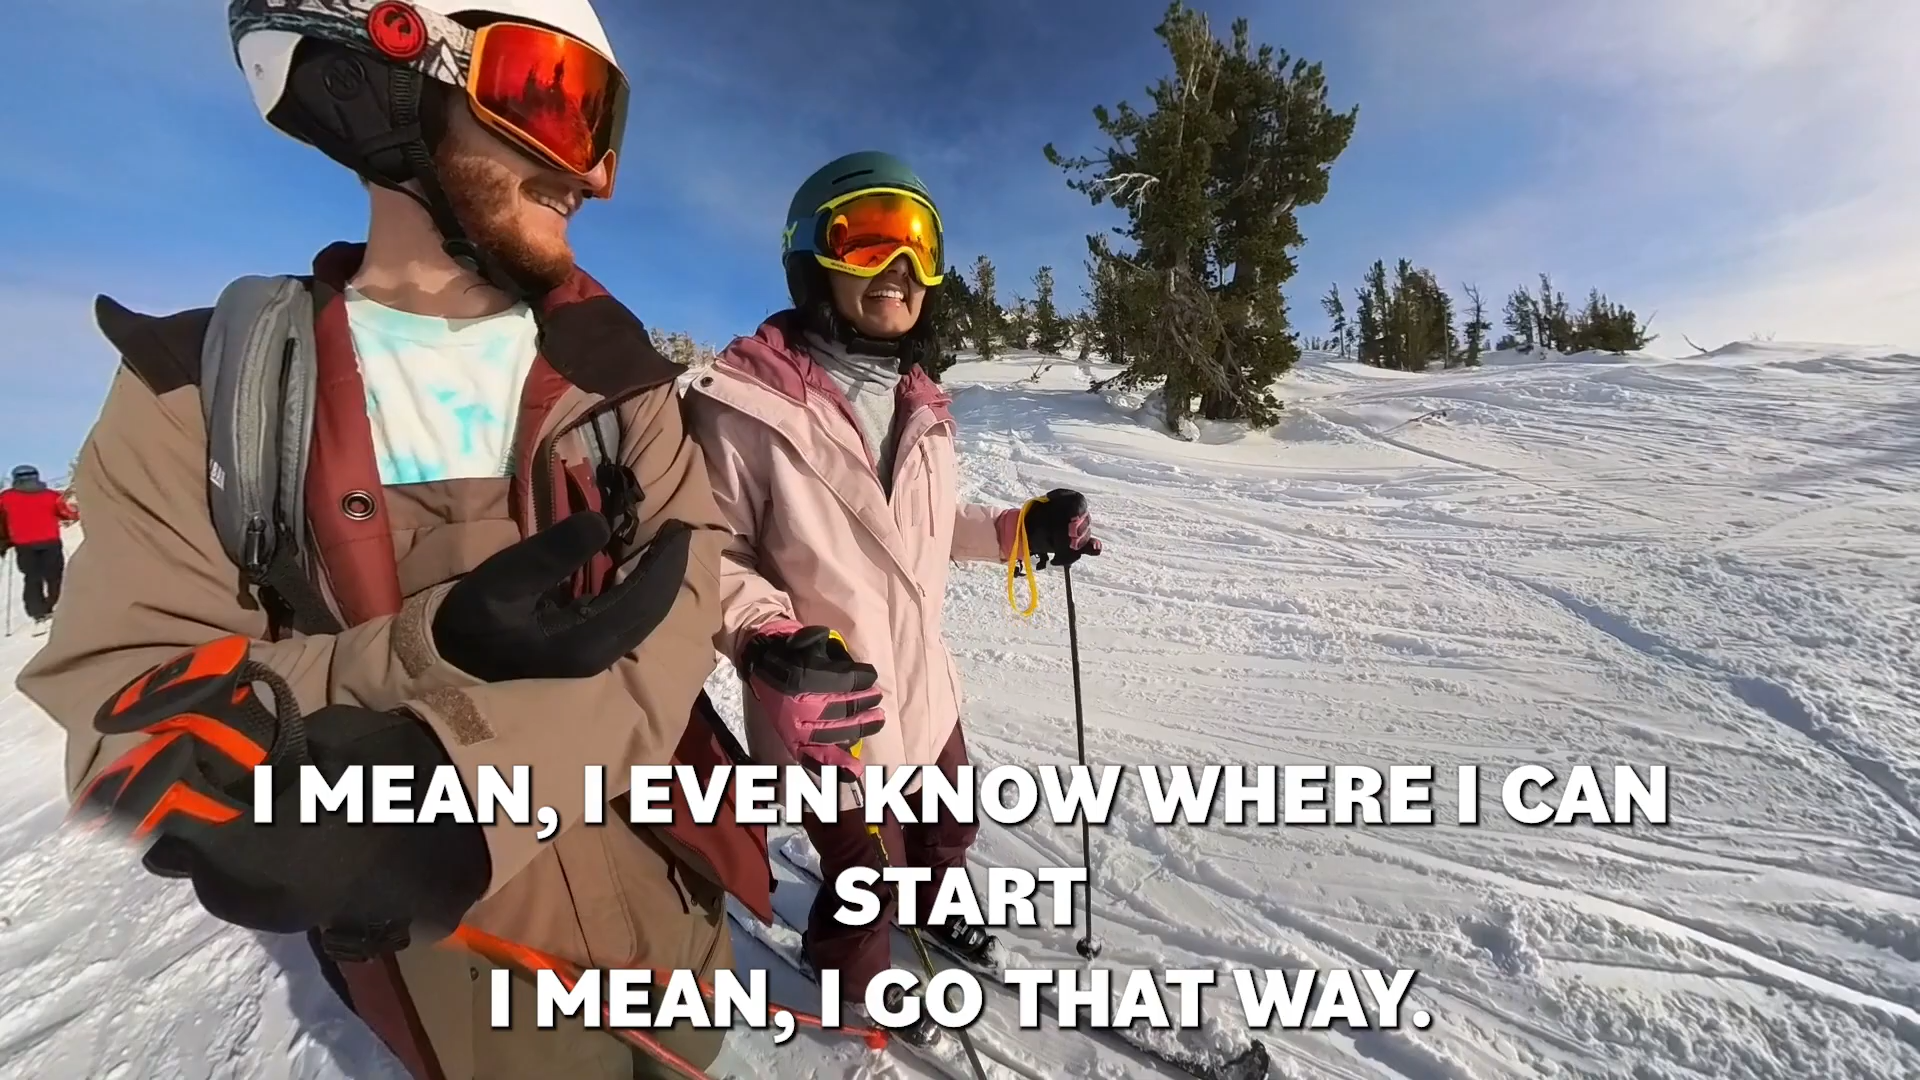 I MEAN, I EVEN KNOW WHERE I CAN
START
I MEAN, I GO THAT WAY.